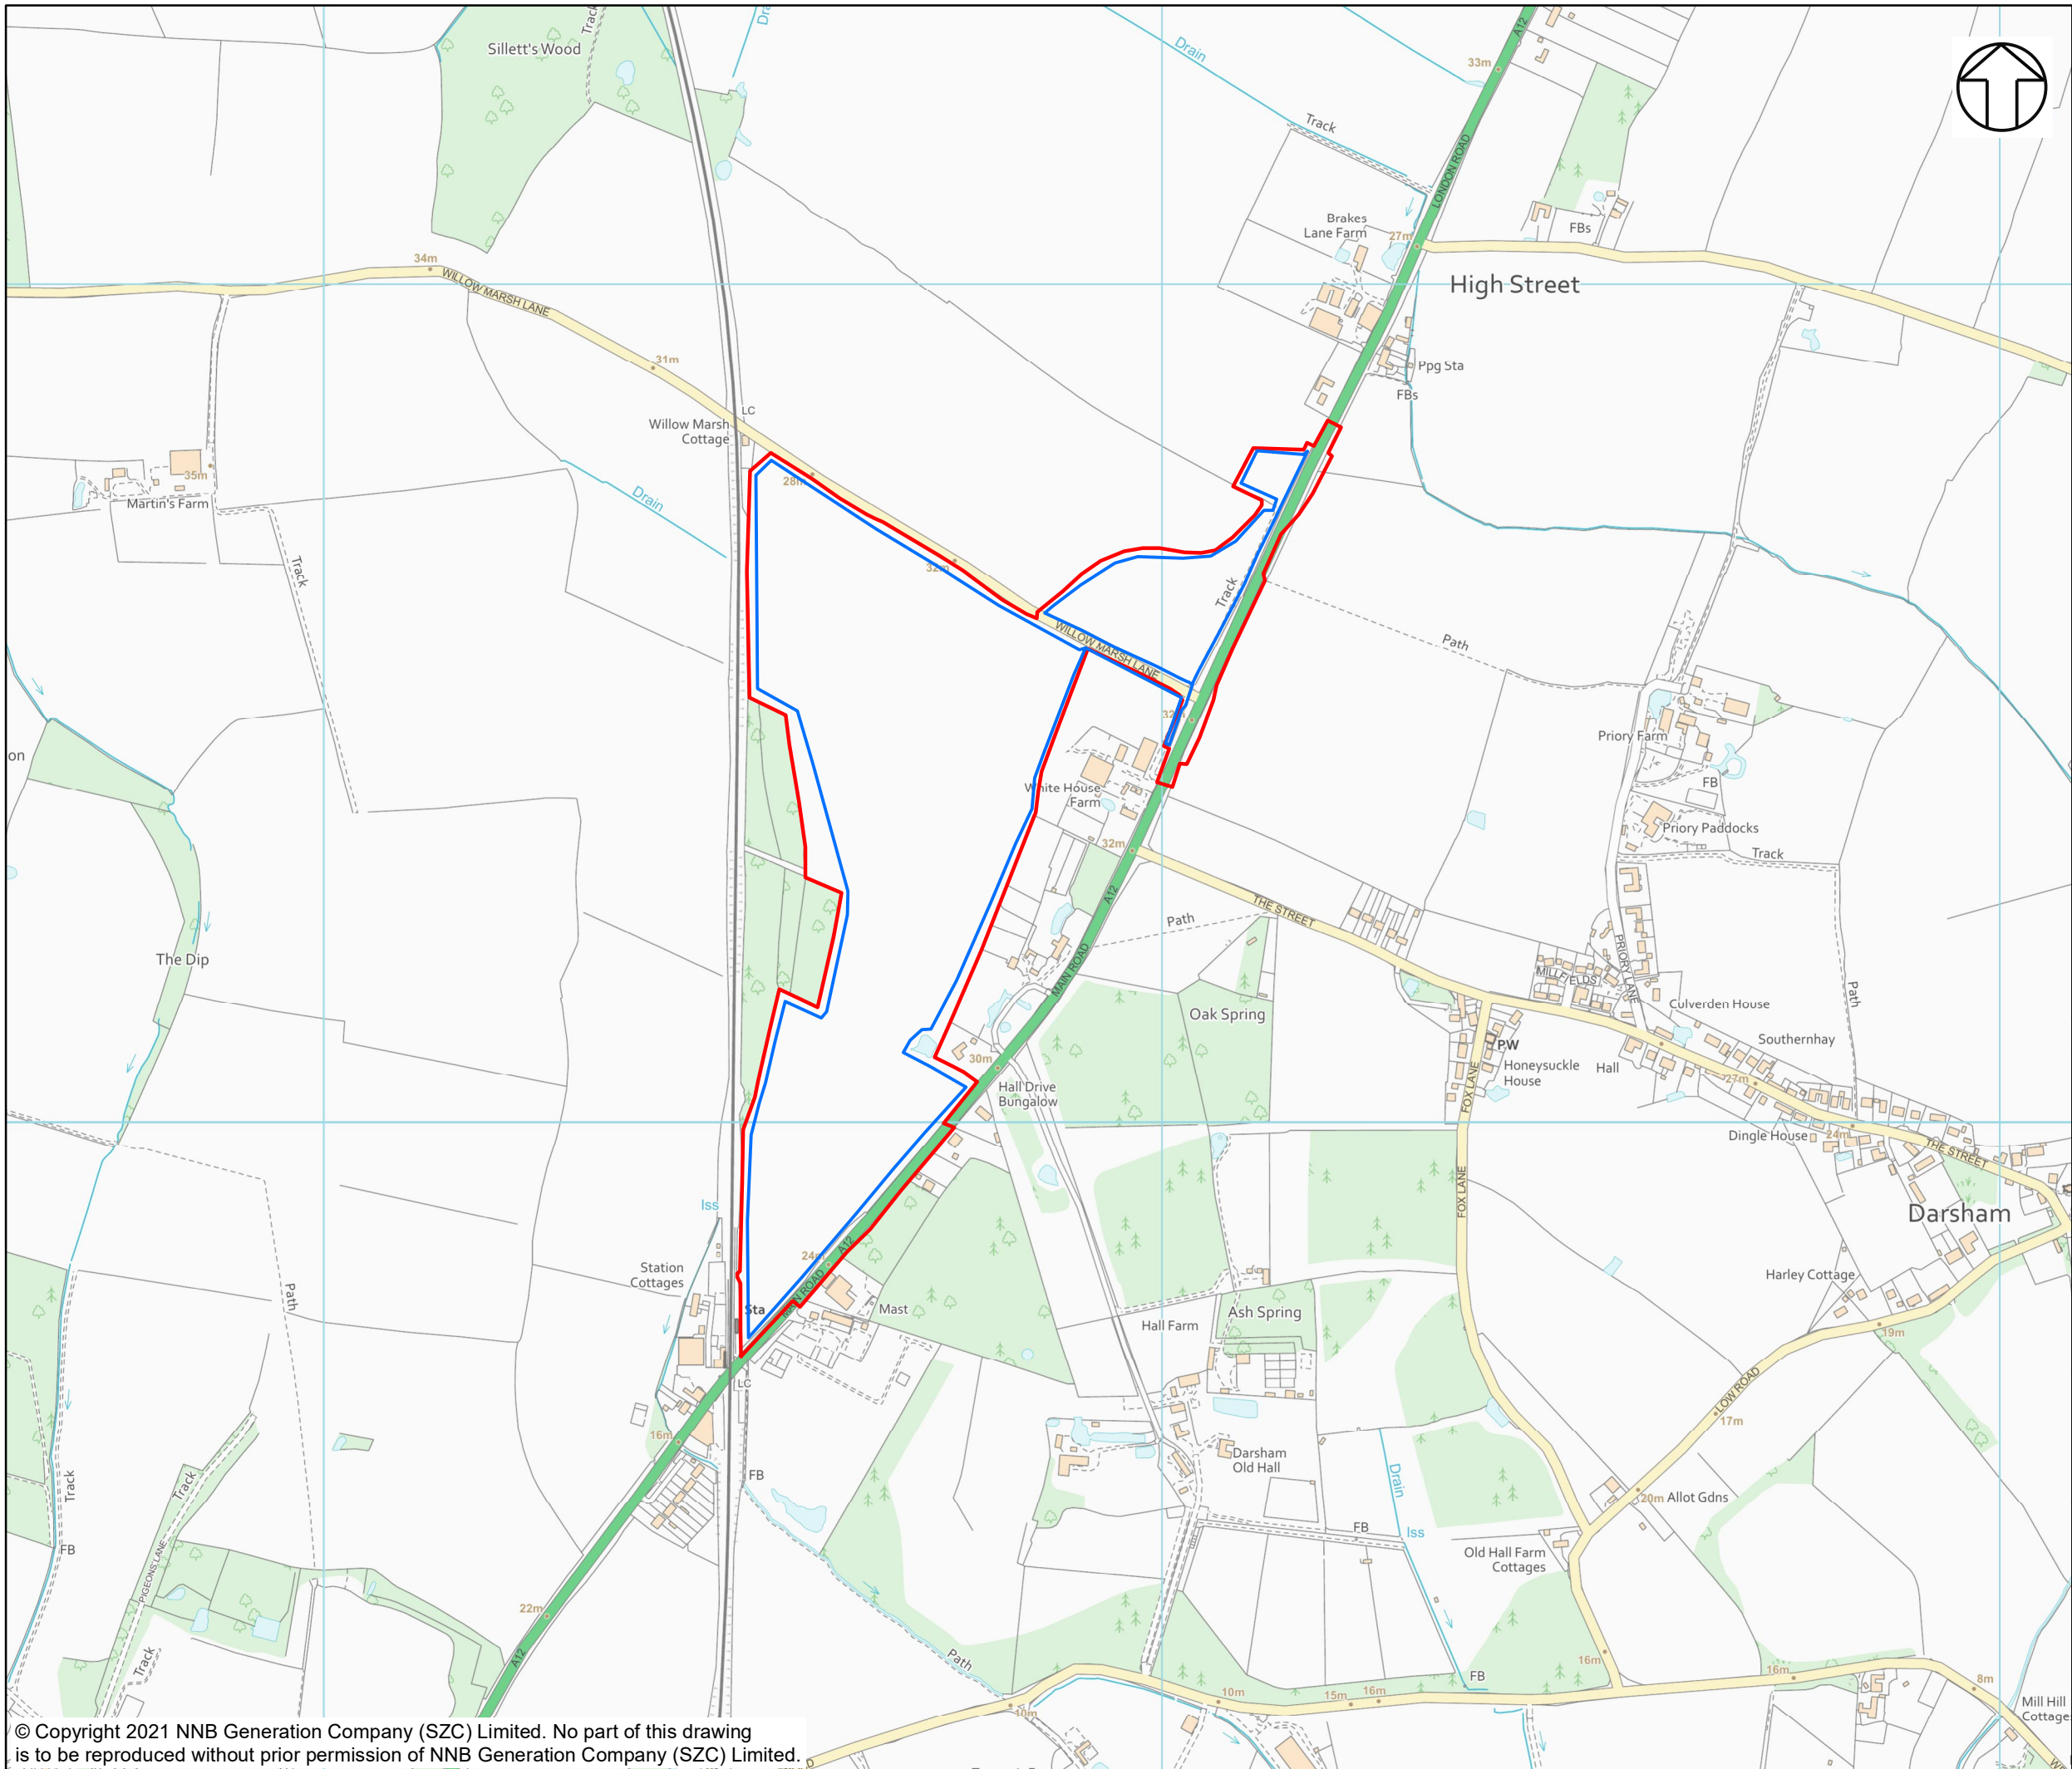 Track
Drain
A12
Sillett's Wood
Drain
33m
Track
LONDON ROAD
Brakes
Lane Farm
27m
FBs
34m
WILLOW MARSH LANE
High Street
31m
Ppg Sta
FBs
LC
Willow Marsh
Cottage
35m
28m
Martin's Farm
Drain
Track
32m
Track
Path
WILLOW MARSH LANE
32m
Priory Farm
on
FB
White House
Farm
Priory Paddocks
32m
Track
A12
THE STREET
Path
The Dip
MAIN ROAD
PRIORY LANE
MILLFIELDS
Path
Culverden House
Oak Spring
Southernhay
PW
30m
Honeysuckle
House
Hall
27m
Hall Drive
Bungalow
FOX LANE
Dingle House
24m
THE STREET
Iss
FOX LANE
Darsham
24m
A12
Station
Cottages
Harley Cottage
Path
MAIN ROAD
Sta
Mast
Ash Spring
Hall Farm
19m
LC
LOW ROAD
17m
16m
Darsham
Old Hall
Track
Track
FB
Drain
20m
Allot Gdns
FB
Iss
FB
Old Hall Farm
Cottages
PIGEONS LANE
22m
Track
A12
Path
16m
FB
16m
8m
10m
15m
16m
10m
Mill Hill
Cottages
© Copyright 2021 NNB Generation Company (SZC) Limited. No part of this drawing
is to be reproduced without prior permission of NNB Generation Company (SZC) Limited.